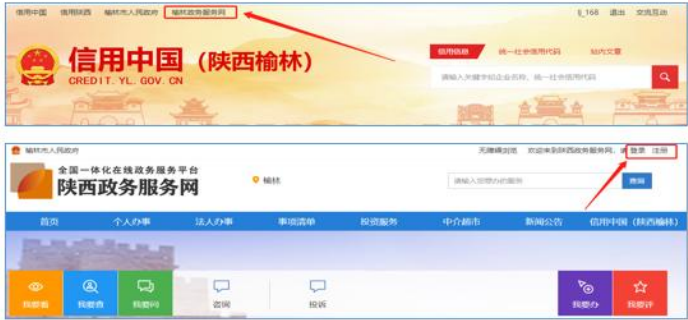 信用中国 信用陕西 榆林市人民政府 榆林政务服务网
lj_168 退出 交流互动
信用中国（陕西榆林）
CREDIT. YL. GOV. CN
信用信息 统一社会信用代码 站内文章
请输入关键字如企业名称、统一社会信用代码
榆林市人民政府
无障碍浏览 欢迎来到陕西政务服务网，请 登录 注册
全国一体化在线政务服务平台
陕西政务服务网
榆林
请输入您想办的服务
查询
首页 个人办事 法人办事 事项清单 投资服务 中介超市 新闻公告 信用中国（陕西榆林）
我要看 我要查 我要问 咨询 投诉 我要办 我要评